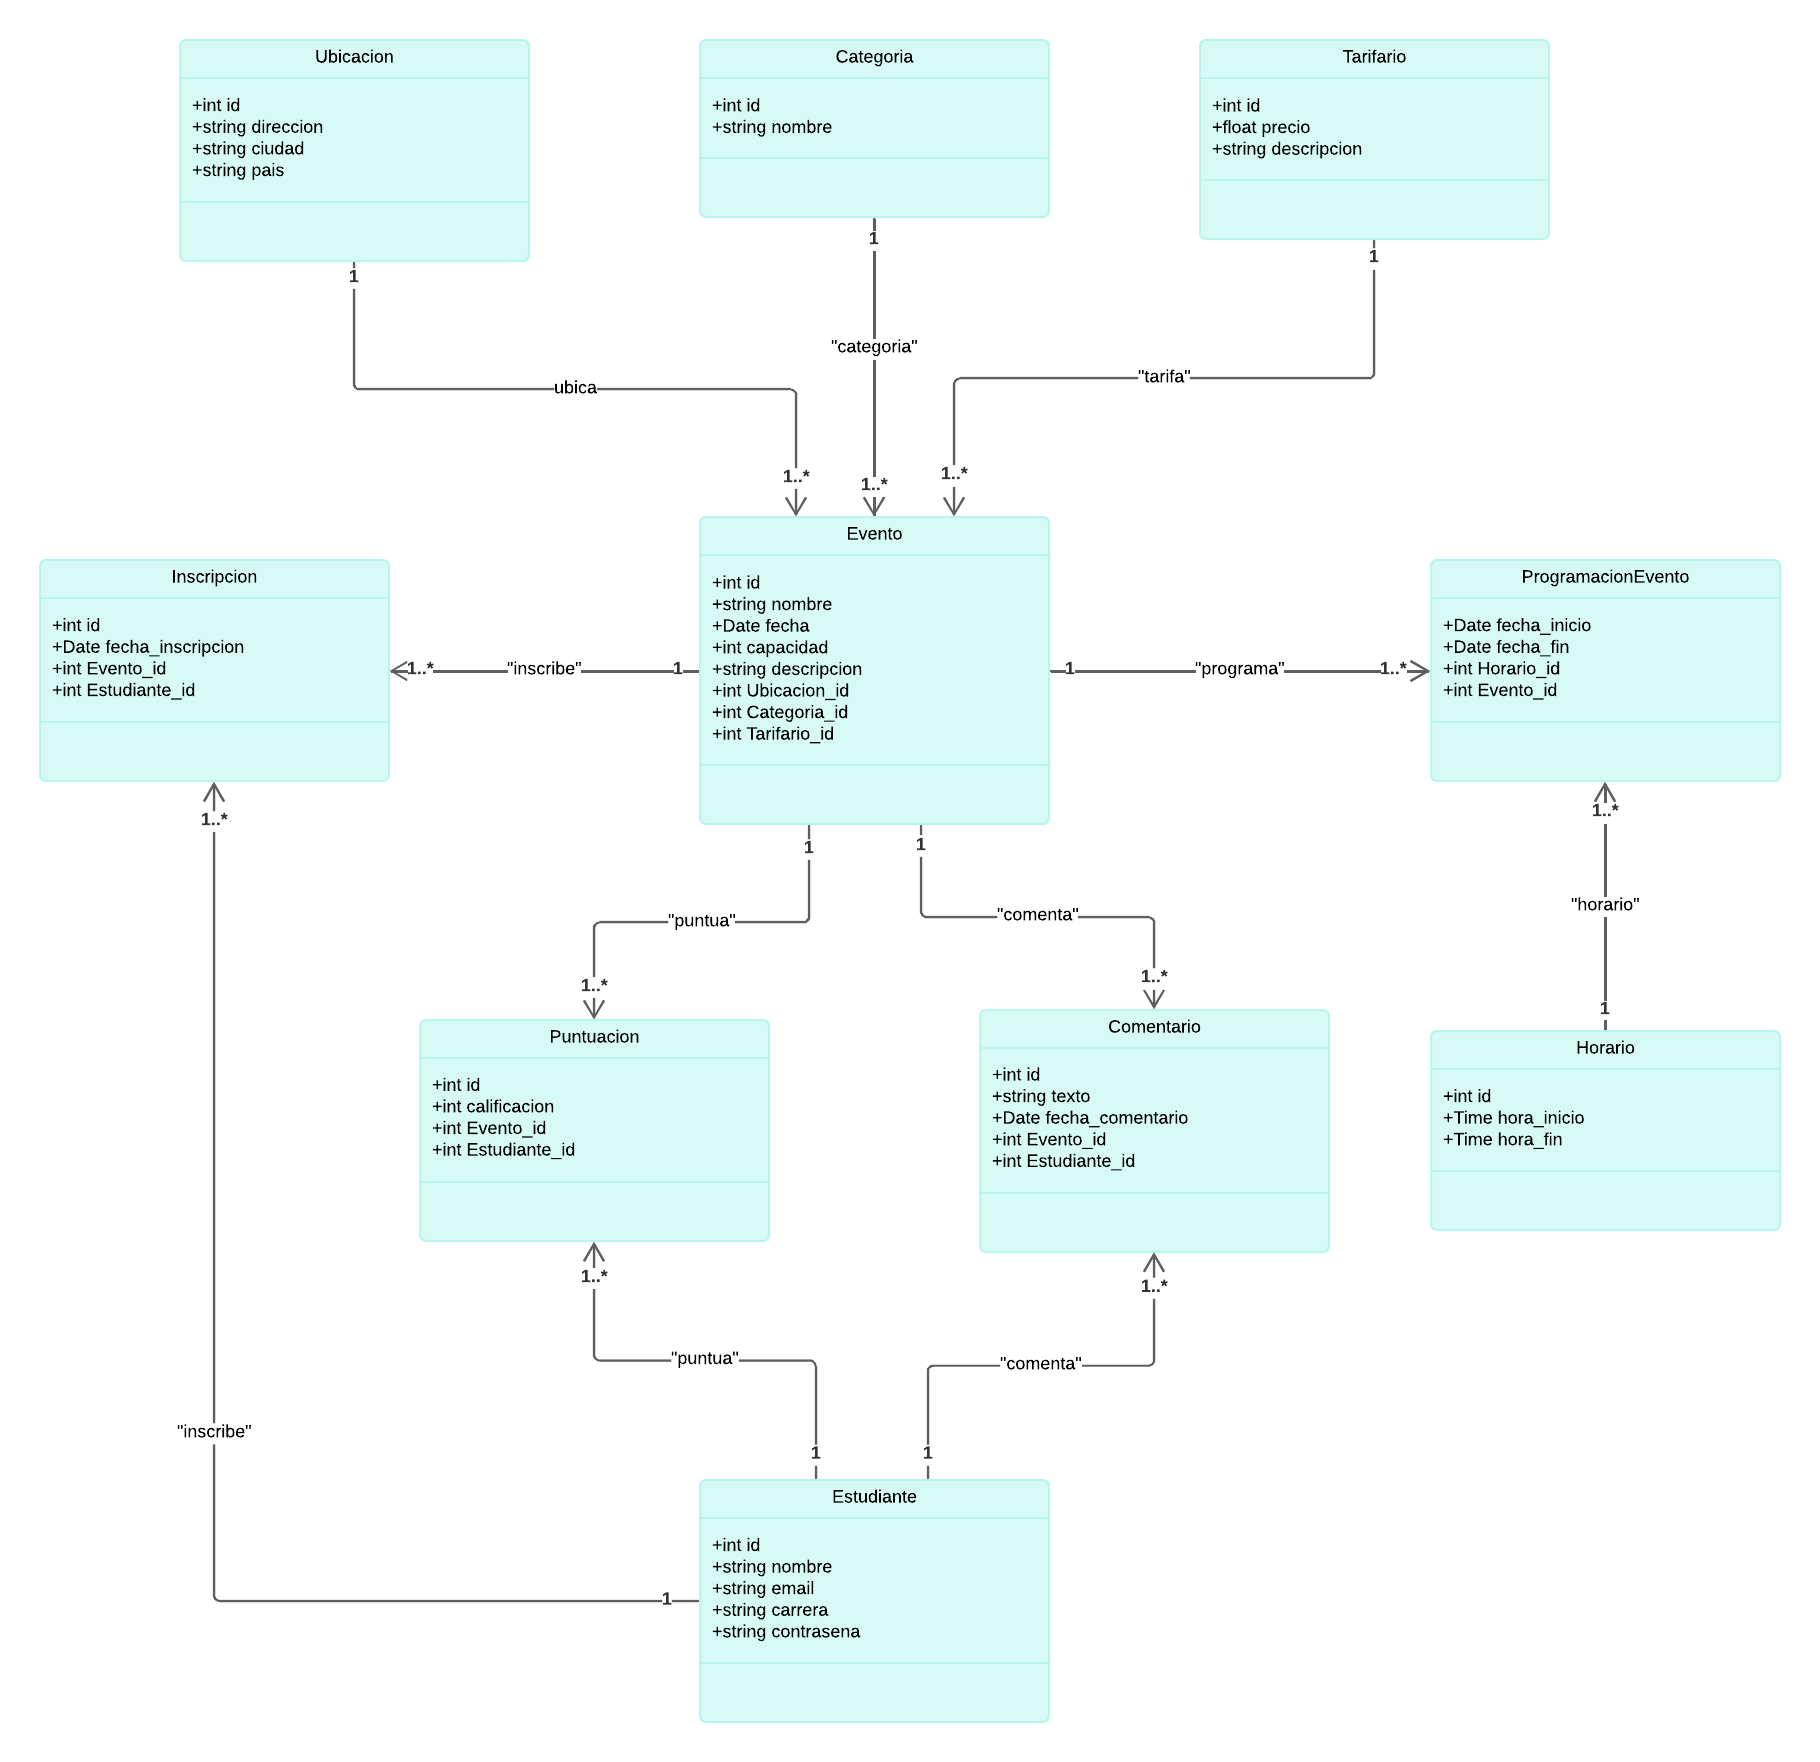 Ubicacion
+int id
+string direccion
+string ciudad
+string pais
Categoria
+int id
+string nombre
Tarifario
+int id
+float precio
+string descripcion
1
1
1
"categoria"
"tarifa"
ubica
1..*
1..*
1..*
Evento
+int id
+string nombre
+Date fecha
+int capacidad
+string descripcion
+int Ubicacion_id
+int Categoria_id
+int Tarifario_id
Inscripcion
+int id
+Date fecha_inscripcion
+int Evento_id
+int Estudiante_id
1..*
"inscribe"
1
1
"programa"
1..*
ProgramacionEvento
+Date fecha_inicio
+Date fecha_fin
+int Horario_id
+int Evento_id
1..*
1
1
1..*
"puntua"
"comenta"
"horario"
1..*
1..*
1
Puntuacion
+int id
+int calificacion
+int Evento_id
+int Estudiante_id
Comentario
+int id
+string texto
+Date fecha_comentario
+int Evento_id
+int Estudiante_id
Horario
+int id
+Time hora_inicio
+Time hora_fin
1..*
1..*
"puntua"
"comenta"
"inscribe"
1
1
1
Estudiante
+int id
+string nombre
+string email
+string carrera
+string contrasena